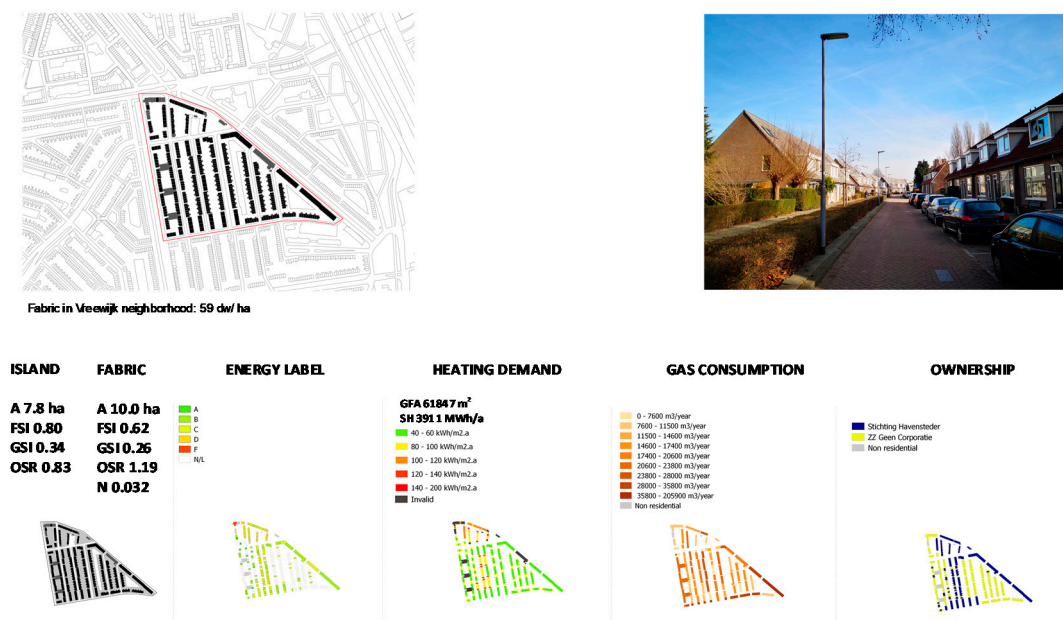 Fabric in Vreewijk neighborhood: 59 dw/ ha
ISLAND
A 7.8 ha
FSI 0.80
GSI 0.34
OSR 0.83
FABRIC
A 10.0 ha
FSI 0.62
GSI 0.26
OSR 1.19
N 0.032
ENERGY LABEL
A
B
C
D
F
N/L
HEATING DEMAND
GFA 61847 m²
SH 3911 MWh/a
40 - 60 kWh/m2.a
80 - 100 kWh/m2.a
100 - 120 kWh/m2.a
120 - 140 kWh/m2.a
140 - 200 kWh/m2.a
Invalid
GAS CONSUMPTION
0 - 7600 m3/year
7600 - 11500 m3/year
11500 - 14600 m3/year
14600 - 17400 m3/year
17400 - 20600 m3/year
20600 - 23800 m3/year
23800 - 28000 m3/year
28000 - 35800 m3/year
35800 - 205900 m3/year
Non residential
OWNERSHIP
Stichting Havensteder
ZZ Geen Corporatie
Non residential